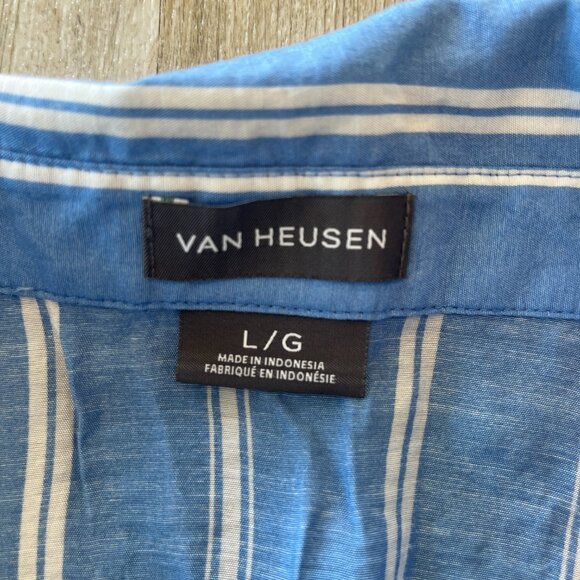 VAN HEUSEN
L/G
MADE IN INDONESIA
FABRIQUÉ EN INDONÉSIE